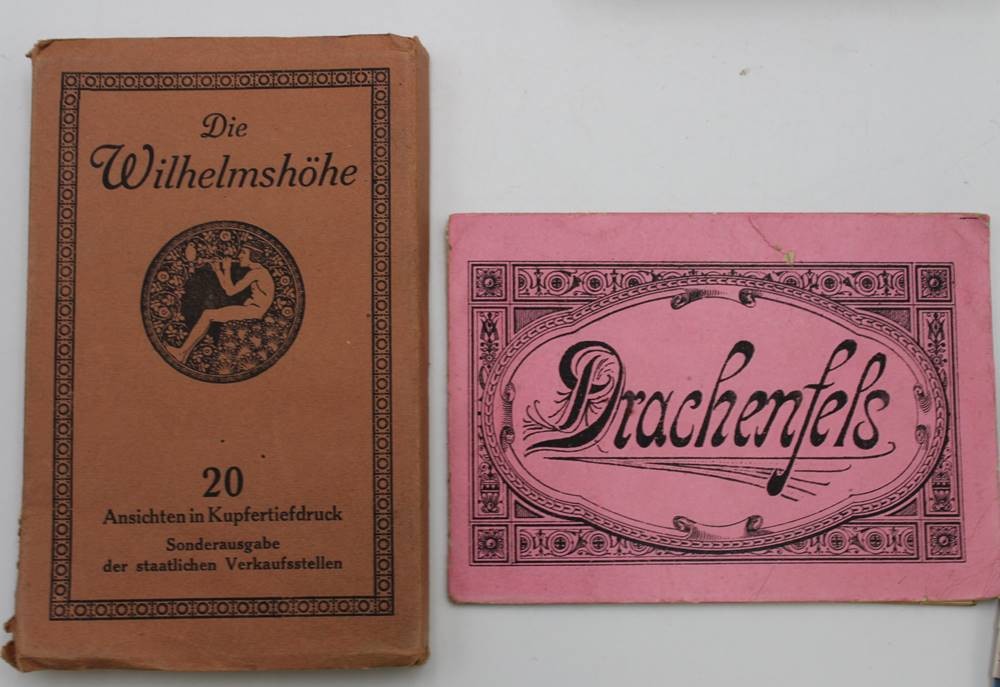 Die
Wilhelmshöhe
20
Ansichten in Kupfertiefdruck
Sonderausgabe
der staatlichen Verkaufsstellen
Drachenfels